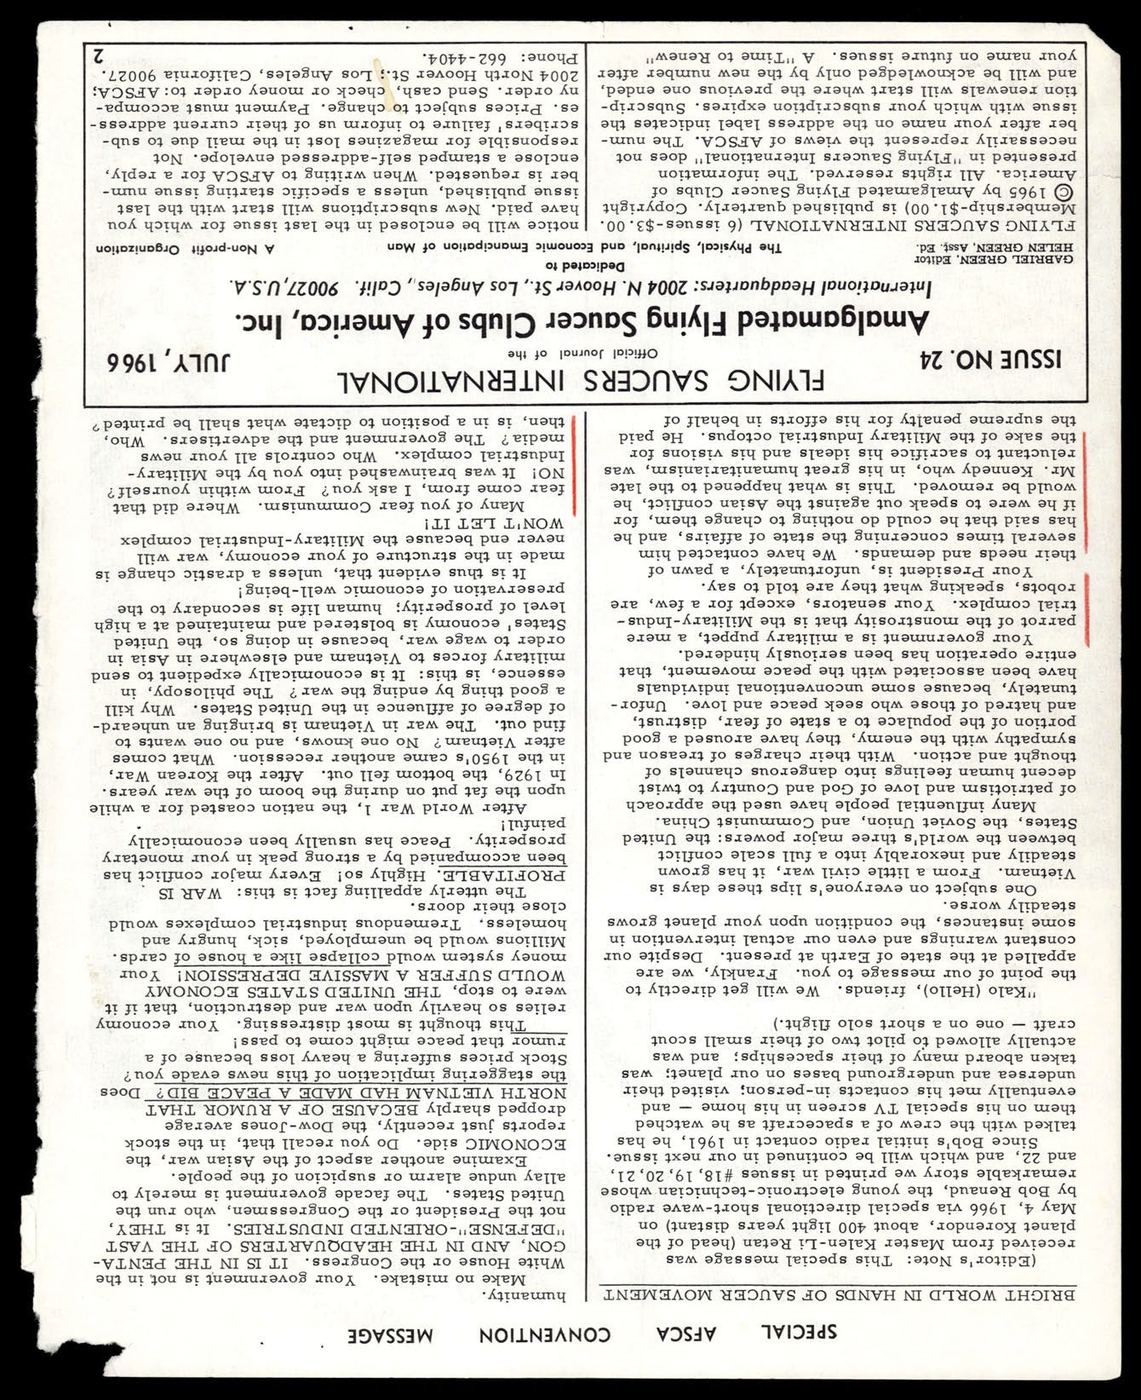 SPECIAL AFSCA CONVENTION MESSAGE
BRIGHT WORLD IN HANDS OF SAUCER MOVEMENT
(Editor's Note: This special message was
received from Master Kalen-Li Retan (head of the
planet Korendor, about 400 light years distant) on
May 4, 1966 via special directional short-wave radio
by Bob Renaud, the young electronic-technician whose
remarkable story we printed in issues #18, 19, 20, 21,
and 22, and which will be continued in our next issue.
Since Bob's initial radio contact in 1961, he has
talked with the crew of a spacecraft as he watched
them on his special TV screen in his home — and
eventually met his contacts in-person; visited their
undersea and underground bases on our planet; was
taken aboard many of their spaceships; and was
actually allowed to pilot two of their small scout
craft — one on a short solo flight.)
"Kalo (Hello), friends. We will get directly to
the point of our message to you. Frankly, we are
appalled at the state of Earth at present. Despite our
constant warnings and even our actual intervention in
some instances, the condition upon your planet grows
steadily worse.
One subject on everyone's lips these days is
Vietnam. From a little civil war, it has grown
steadily and inexorably into a full scale conflict
between the world's three major powers: the United
States, the Soviet Union, and Communist China.
Many influential people have used the approach
of patriotism and love of God and Country to twist
decent human feelings into dangerous channels of
thought and action. With their charges of treason and
sympathy with the enemy, they have aroused a good
portion of the populace to a state of fear, distrust,
and hatred of those who seek peace and love. Unfor-
tunately, because some unconventional individuals
have been associated with the peace movement, that
entire operation has been seriously hindered.
Your government is a military puppet, a mere
parrot of the monstrosity that is the Military-Indus-
trial complex. Your senators, except for a few, are
robots, speaking what they are told to say.
Your President is, unfortunately, a pawn of
their needs and demands. We have contacted him
several times concerning the state of affairs, and he
has said that he could do nothing to change them, for
if he were to speak out against the Asian conflict, he
would be removed. This is what happened to the late
Mr. Kennedy who, in his great humanitarianism, was
reluctant to sacrifice his ideals and his visions for
the sake of the Military Industrial octopus. He paid
the supreme penalty for his efforts in behalf of
humanity.
Make no mistake. Your government is not in the
White House or the Congress. IT IS IN THE PENTA-
GON, AND IN THE HEADQUARTERS OF THE VAST
"DEFENSE"-ORIENTED INDUSTRIES. It is THEY,
not the President or the Congressmen, who run the
United States. The facade government is merely to
allay undue alarm or suspicion of the people.
Examine another aspect of the Asian war, the
ECONOMIC side. Do you recall that, in the stock
reports just recently, the Dow-Jones average
dropped sharply BECAUSE OF A RUMOR THAT
NORTH VIETNAM HAD MADE A PEACE BID? Does
the staggering implication of this news evade you?
Stock prices suffering a heavy loss because of a
rumor that peace might come to pass!
This thought is most distressing. Your economy
relies so heavily upon war and destruction, that if it
were to stop, THE UNITED STATES ECONOMY
WOULD SUFFER A MASSIVE DEPRESSION! Your
money system would collapse like a house of cards.
Millions would be unemployed, sick, hungry and
homeless. Tremendous industrial complexes would
close their doors.
The utterly appalling fact is this: WAR IS
PROFITABLE. Highly so! Every major conflict has
been accompanied by a strong peak in your monetary
prosperity. Peace has usually been economically
painful!
After World War 1, the nation coasted for a while
upon the fat put on during the boom of the war years.
In 1929, the bottom fell out. After the Korean War,
in the 1950's came another recession. What comes
after Vietnam? No one knows, and no one wants to
find out. The war in Vietnam is bringing an unheard-
of degree of affluence in the United States. Why kill
a good thing by ending the war? The philosophy, in
essence, is this: It is economically expedient to send
military forces to Vietnam and elsewhere in Asia in
order to wage war, because in doing so, the United
States' economy is bolstered and maintained at a high
level of prosperity; human life is secondary to the
preservation of economic well-being!
It is thus evident that, unless a drastic change is
made in the structure of your economy, war will
never end because the Military-Industrial complex
WON'T LET IT!
Many of you fear Communism. Where did that
fear come from, I ask you? From within yourself?
NO! It was brainwashed into you by the Military-
Industrial complex. Who controls all your news
media? The government and the advertisers. Who,
then, is in a position to dictate what shall be printed?
FLYING SAUCERS INTERNATIONAL
ISSUE NO. 24 Official Journal of the JULY, 1966
Amalgamated Flying Saucer Clubs of America, Inc.
International Headquarters: 2004 N. Hoover St., Los Angeles, Calif. 90027, U.S.A.
Dedicated to
GABRIEL GREEN, Editor
HELEN GREEN, Asst. Ed.
The Physical, Spiritual, and Economic Emancipation of Man
A Non-profit Organization
FLYING SAUCERS INTERNATIONAL (6 issues-$3.00.
Membership-$1.00) is published quarterly. Copyright
© 1965 by Amalgamated Flying Saucer Clubs of
America. All rights reserved. The information
presented in "Flying Saucers International" does not
necessarily represent the views of AFSCA. The num-
ber after your name on the address label indicates the
issue with which your subscription expires. Subscrip-
tion renewals will start where the previous one ended,
and will be acknowledged only by the new number after
your name on future issues. A "Time to Renew"
notice will be enclosed in the last issue for which you
have paid. New subscriptions will start with the last
issue published, unless a specific starting issue num-
ber is requested. When writing to AFSCA for a reply,
enclose a stamped self-addressed envelope. Not
responsible for magazines lost in the mail due to sub-
scribers' failure to inform us of their current address-
es. Prices subject to change. Payment must accompa-
ny order. Send cash, check or money order to: AFSCA;
2004 North Hoover St.; Los Angeles, California 90027.
Phone: 662-4404.
2